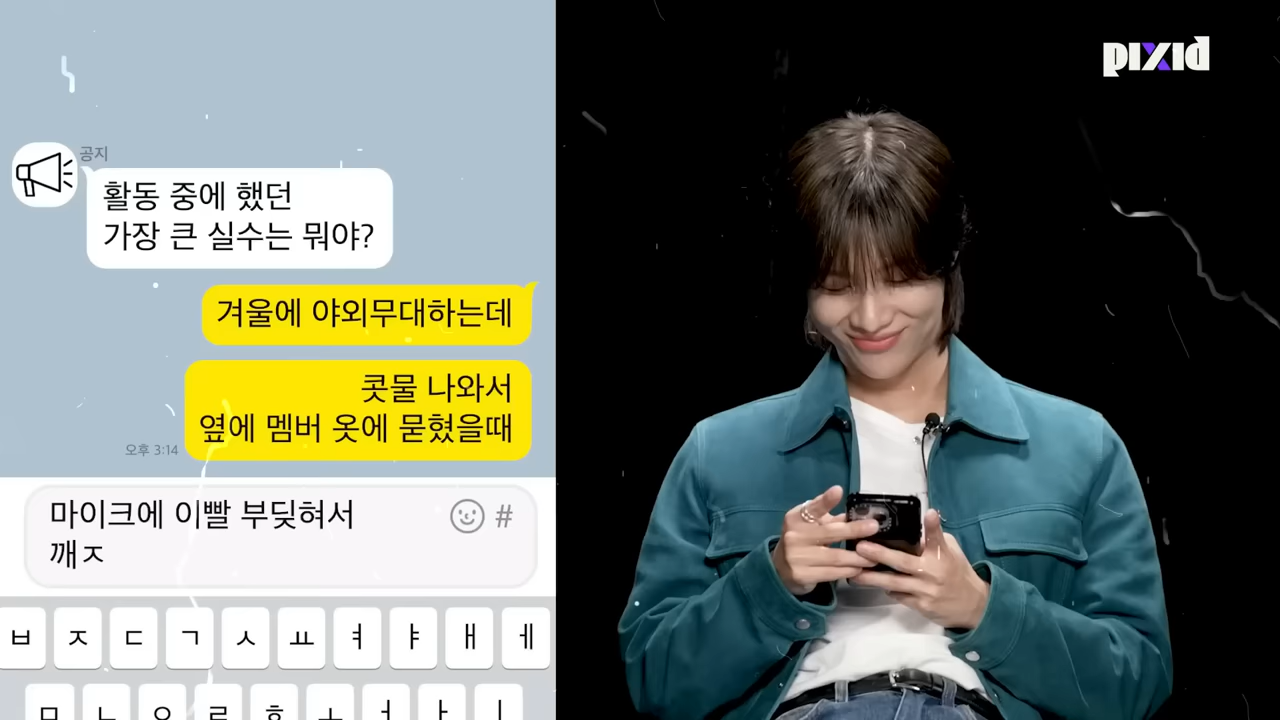 pixid
공지
활동 중에 했던
가장 큰 실수는 뭐야?
겨울에 야외무대하는데
콧물 나와서
옆에 멤버 옷에 묻혔을때
오후 3:14
마이크에 이빨 부딪혀서
깨ㅈ
#
ㅂ ㅈ ㄷ ㄱ ㅅ ㅛ ㅕ ㅑ ㅐ ㅔ
ㅁ ㄴ ㅇ ㄹ ㅎ ㅗ ㅓ ㅏ ㅣ